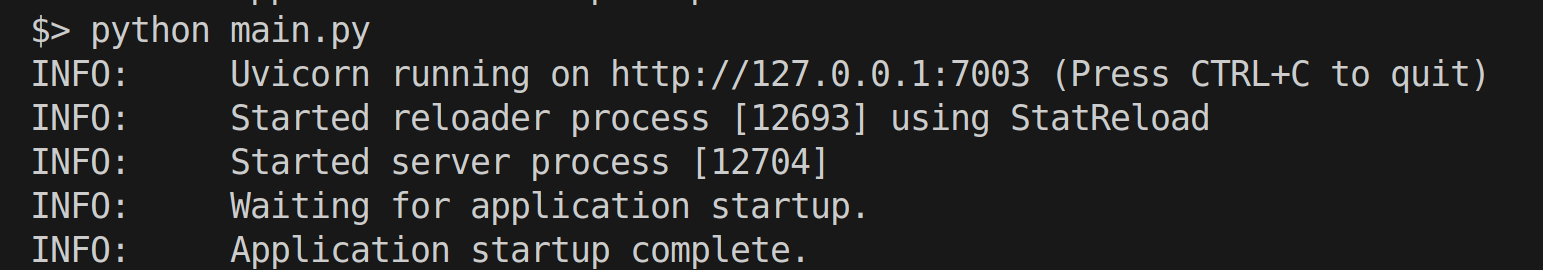 $> python main.py
INFO:     Uvicorn running on http://127.0.0.1:7003 (Press CTRL+C to quit)
INFO:     Started reloader process [12693] using StatReload
INFO:     Started server process [12704]
INFO:     Waiting for application startup.
INFO:     Application startup complete.